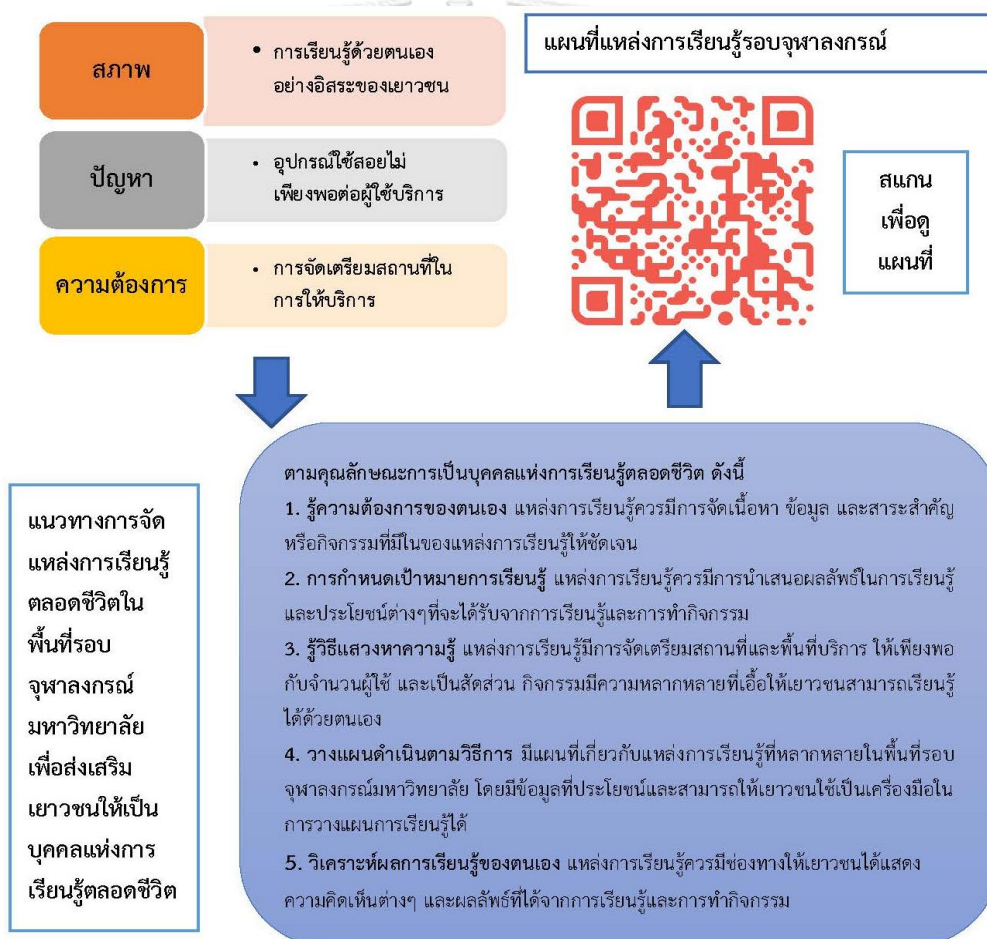 สภาพ
• การเรียนรู้ด้วยตนเอง
อย่างอิสระของเยาวชน
ปัญหา
• อุปกรณ์ใช้สอยไม่
เพียงพอต่อผู้ใช้บริการ
ความต้องการ
• การจัดเตรียมสถานที่ใน
การให้บริการ
แผนที่แหล่งการเรียนรู้รอบจุฬาลงกรณ์
สแกน
เพื่อดู
แผนที่
แนวทางการจัด
แหล่งการเรียนรู้
ตลอดชีวิตใน
พื้นที่รอบ
จุฬาลงกรณ์
มหาวิทยาลัย
เพื่อส่งเสริม
เยาวชนให้เป็น
บุคคลแห่งการ
เรียนรู้ตลอดชีวิต
ตามคุณลักษณะการเป็นบุคคลแห่งการเรียนรู้ตลอดชีวิต ดังนี้
1. รู้ความต้องการของตนเอง แหล่งการเรียนรู้ควรมีการจัดเนื้อหา ข้อมูล และสาระสำคัญ
หรือกิจกรรมที่มีในของแหล่งการเรียนรู้ให้ชัดเจน
2. การกำหนดเป้าหมายการเรียนรู้ แหล่งการเรียนรู้ควรมีการนำเสนอผลลัพธ์ในการเรียนรู้
และประโยชน์ต่างๆที่จะได้รับจากการเรียนรู้และการทำกิจกรรม
3. รู้วิธีแสวงหาความรู้ แหล่งการเรียนรู้มีการจัดเตรียมสถานที่และพื้นที่บริการ ให้เพียงพอ
กับจำนวนผู้ใช้ และเป็นสัดส่วน กิจกรรมมีความหลากหลายที่เอื้อให้เยาวชนสามารถเรียนรู้
ได้ด้วยตนเอง
4. วางแผนดำเนินตามวิธีการ มีแผนที่เกี่ยวกับแหล่งการเรียนรู้ที่หลากหลายในพื้นที่รอบ
จุฬาลงกรณ์มหาวิทยาลัย โดยมีข้อมูลที่ประโยชน์และสามารถให้เยาวชนใช้เป็นเครื่องมือใน
การวางแผนการเรียนรู้ได้
5. วิเคราะห์ผลการเรียนรู้ของตนเอง แหล่งการเรียนรู้ควรมีช่องทางให้เยาวชนได้แสดง
ความคิดเห็นต่างๆ และผลลัพธ์ที่ได้จากการเรียนรู้และการทำกิจกรรม